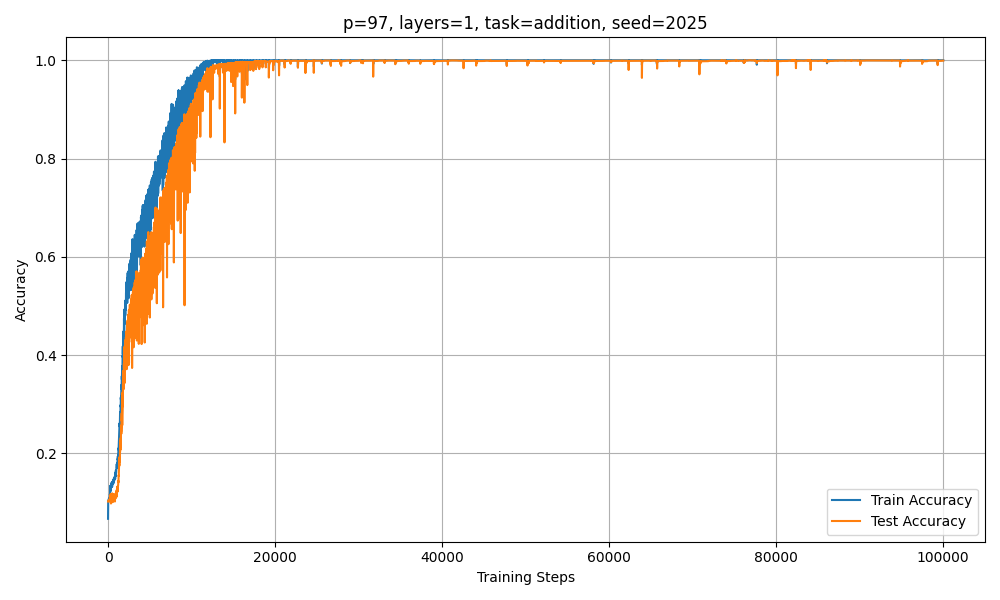 p=97, layers=1, task=addition, seed=2025
Accuracy
1.0
0.8
0.6
0.4
0.2
0
20000
40000
60000
80000
100000
Training Steps
Train Accuracy
Test Accuracy